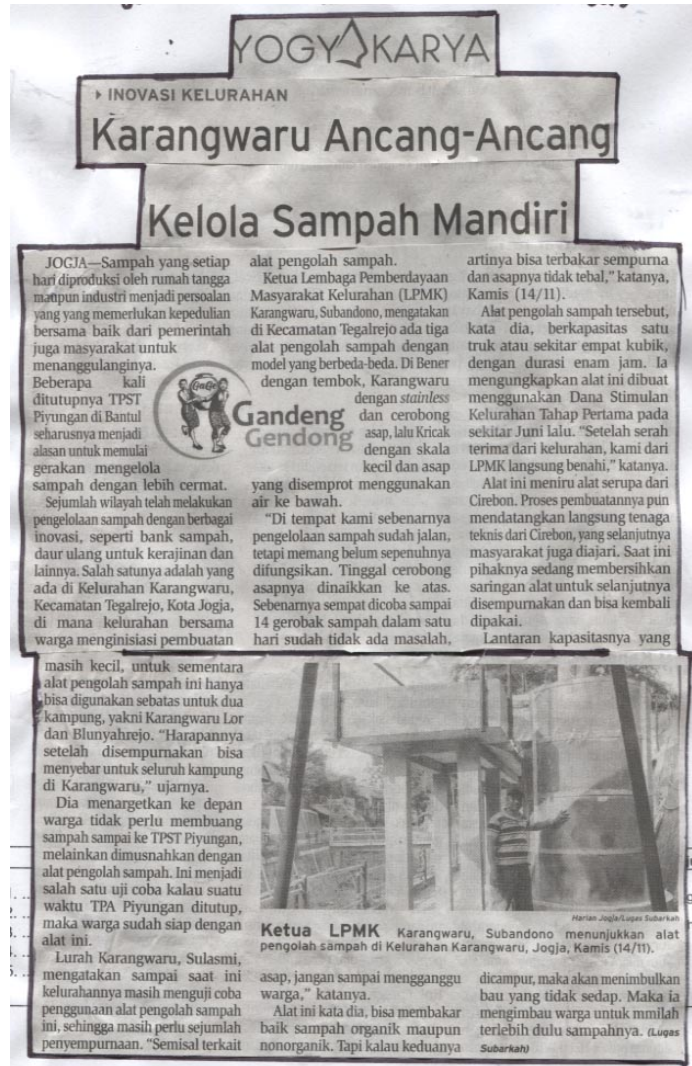 YOGYAKARYA
INOVASI KELURAHAN
Karangwaru Ancang-Ancang
Kelola Sampah Mandiri
JOGJA—Sampah yang setiap
hari diproduksi oleh rumah tangga
maupun industri menjadi persoalan
yang yang memerlukan kepedulian
bersama baik dari pemerintah
juga masyarakat untuk
menanggulanginya.
Beberapa kali
ditutupnya TPST
Piyungan di Bantul
seharusnya menjadi
alasan untuk memulai
gerakan mengelola
sampah dengan lebih cermat.
Sejumlah wilayah telah melakukan
pengelolaan sampah dengan berbagai
inovasi, seperti bank sampah,
daur ulang untuk kerajinan dan
lainnya. Salah satunya adalah yang
ada di Kelurahan Karangwaru,
Kecamatan Tegalrejo, Kota Jogja,
di mana kelurahan bersama
warga menginisiasi pembuatan
alat pengolah sampah.
Ketua Lembaga Pemberdayaan
Masyarakat Kelurahan (LPMK)
Karangwaru, Subandono, mengatakan
di Kecamatan Tegalrejo ada tiga
alat pengolah sampah dengan
model yang berbeda-beda. Di Bener
dengan tembok, Karangwaru
dengan stainless
dan cerobong
asap, lalu Kricak
dengan skala
kecil dan asap
yang disemprot menggunakan
air ke bawah.
"Di tempat kami sebenarnya
pengelolaan sampah sudah jalan,
tetapi memang belum sepenuhnya
difungsikan. Tinggal cerobong
asapnya dinaikkan ke atas.
Sebenarnya sempat dicoba sampai
14 gerobak sampah dalam satu
hari sudah tidak ada masalah,
artinya bisa terbakar sempurna
dan asapnya tidak tebal," katanya,
Kamis (14/11).
Alat pengolah sampah tersebut,
kata dia, berkapasitas satu
truk atau sekitar empat kubik,
dengan durasi enam jam. Ia
mengungkapkan alat ini dibuat
menggunakan Dana Stimulan
Kelurahan Tahap Pertama pada
sekitar Juni lalu. "Setelah serah
terima dari kelurahan, kami dari
LPMK langsung benahi," katanya.
Alat ini meniru alat serupa dari
Cirebon. Proses pembuatannya pun
mendatangkan langsung tenaga
teknis dari Cirebon, yang selanjutnya
masyarakat juga diajari. Saat ini
pihaknya sedang membersihkan
saringan alat untuk selanjutnya
disempurnakan dan bisa kembali
dipakai.
Lantaran kapasitasnya yang
GaGe
Gandeng
Gendong
masih kecil, untuk sementara
alat pengolah sampah ini hanya
bisa digunakan sebatas untuk dua
kampung, yakni Karangwaru Lor
dan Blunyahrejo. "Harapannya
setelah disempurnakan bisa
menyebar untuk seluruh kampung
di Karangwaru," ujarnya.
Dia menargetkan ke depan
warga tidak perlu membuang
sampah sampai ke TPST Piyungan,
melainkan dimusnahkan dengan
alat pengolah sampah. Ini menjadi
salah satu uji coba kalau suatu
waktu TPA Piyungan ditutup,
maka warga sudah siap dengan
alat ini.
Lurah Karangwaru, Sulasmi,
mengatakan sampai saat ini
kelurahannya masih menguji coba
penggunaan alat pengolah sampah
ini, sehingga masih perlu sejumlah
penyempurnaan. "Semisal terkait
Harian Jogja/Lugas Subarkah
Ketua LPMK Karangwaru, Subandono menunjukkan alat
pengolah sampah di Kelurahan Karangwaru, Jogja, Kamis (14/11).
asap, jangan sampai mengganggu
warga," katanya.
Alat ini kata dia, bisa membakar
baik sampah organik maupun
nonorganik. Tapi kalau keduanya
dicampur, maka akan menimbulkan
bau yang tidak sedap. Maka ia
mengimbau warga untuk mmilah
terlebih dulu sampahnya. (Lugas
Subarkah)